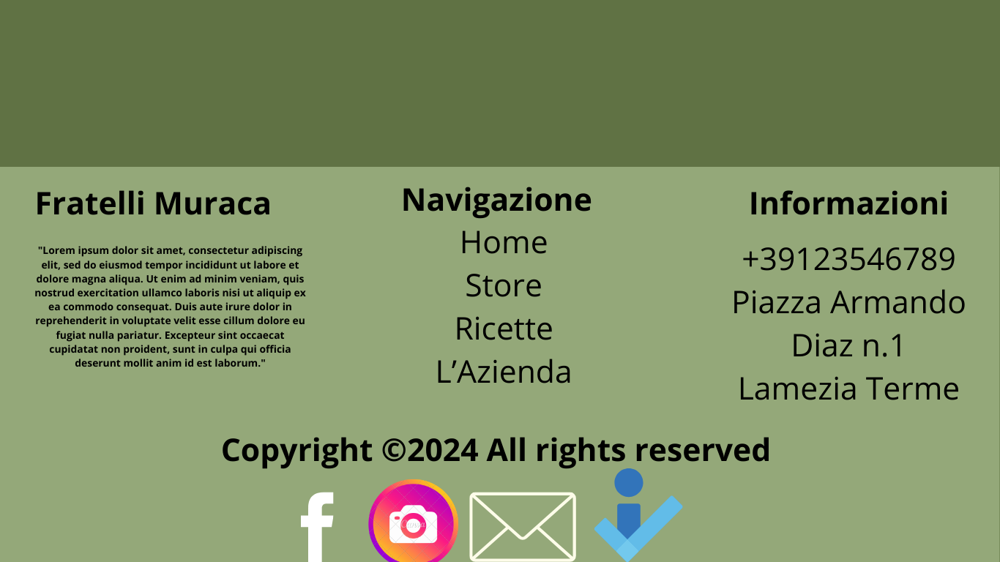 Fratelli Muraca
"Lorem ipsum dolor sit amet, consectetur adipiscing
elit, sed do eiusmod tempor incididunt ut labore et
dolore magna aliqua. Ut enim ad minim veniam, quis
nostrud exercitation ullamco laboris nisi ut aliquip ex
ea commodo consequat. Duis aute irure dolor in
reprehenderit in voluptate velit esse cillum dolore eu
fugiat nulla pariatur. Excepteur sint occaecat
cupidatat non proident, sunt in culpa qui officia
deserunt mollit anim id est laborum."
Navigazione
Home
Store
Ricette
L’Azienda
Informazioni
+39123546789
Piazza Armando
Diaz n.1
Lamezia Terme
Copyright ©2024 All rights reserved
Canva